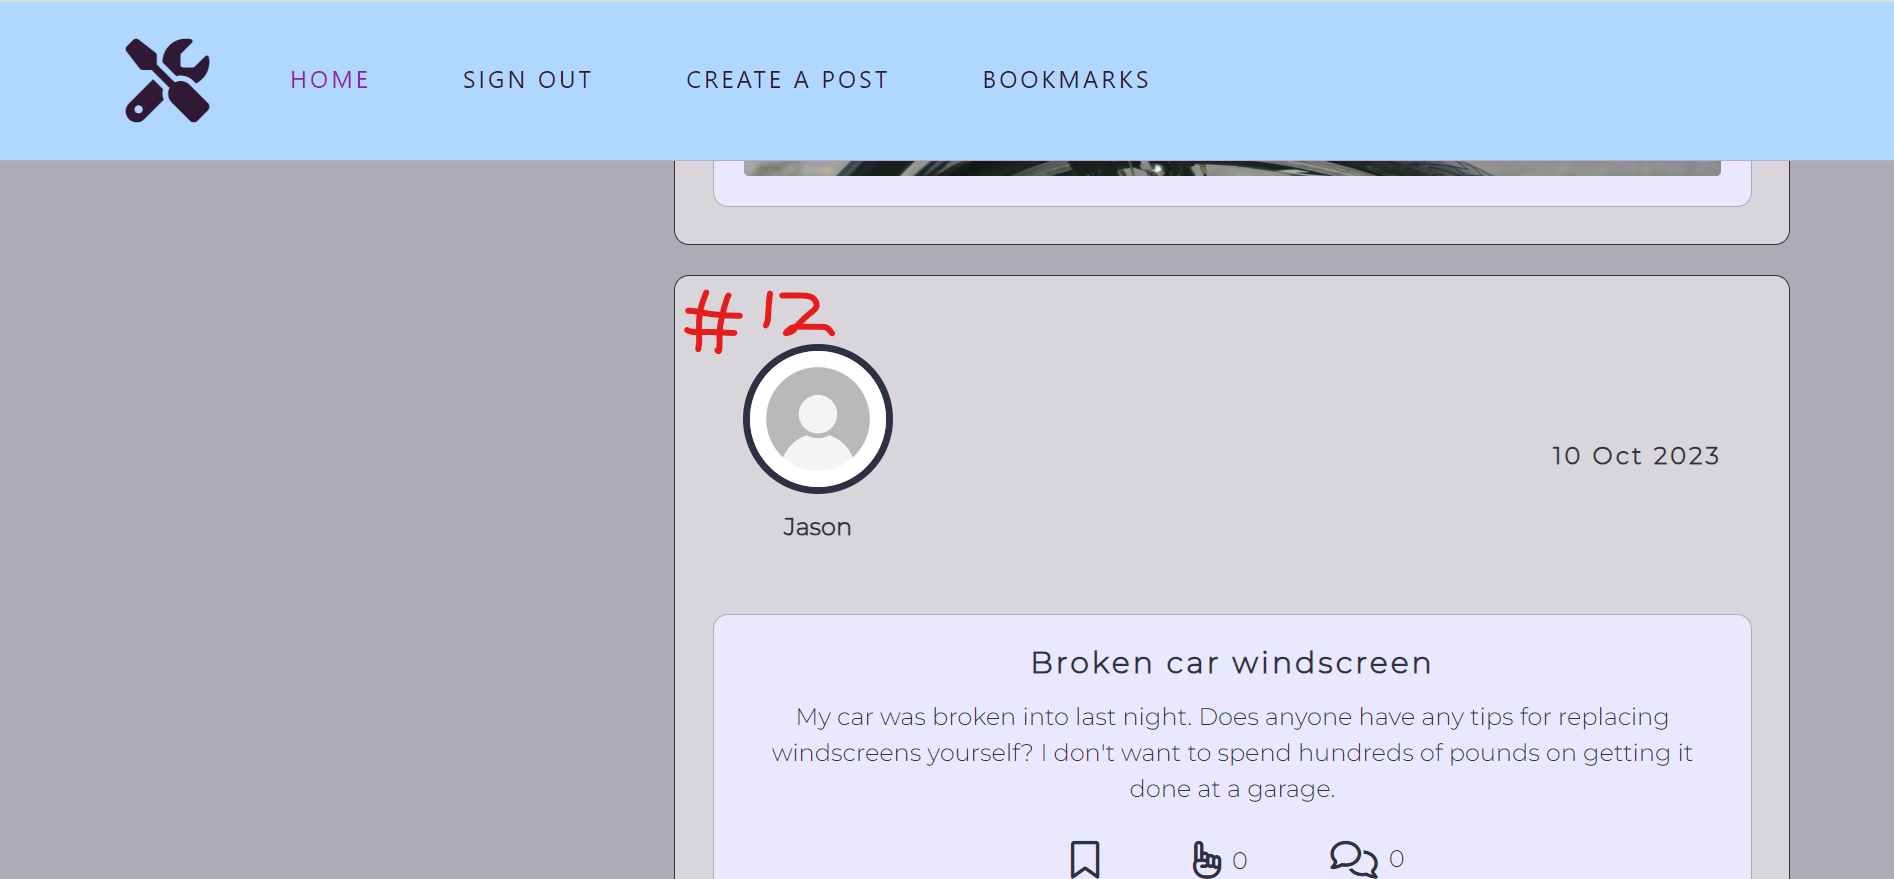 HOME SIGN OUT CREATE A POST BOOKMARKS
#12
10 Oct 2023
Jason
Broken car windscreen
My car was broken into last night. Does anyone have any tips for replacing
windscreens yourself? I don't want to spend hundreds of pounds on getting it
done at a garage.
0 0